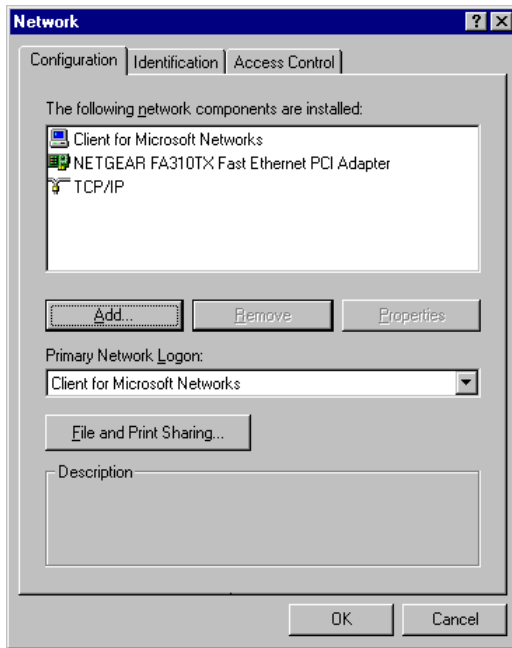 Network
Configuration Identification Access Control
The following network components are installed:
Client for Microsoft Networks
NETGEAR FA310TX Fast Ethernet PCI Adapter
TCP/IP
Add... Remove Properties
Primary Network Logon:
Client for Microsoft Networks
File and Print Sharing...
Description
OK Cancel